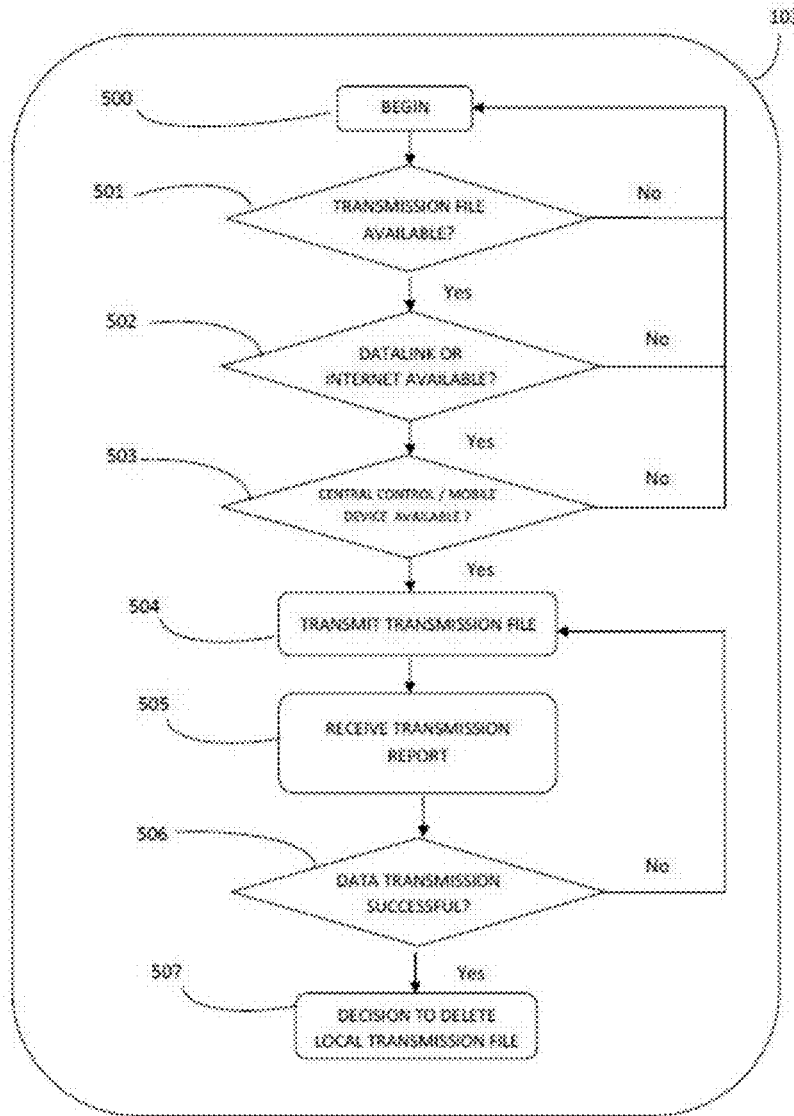 103
500
BEGIN
501
TRANSMISSION FILE
AVAILABLE?
No
Yes
502
DATALINK OR
INTERNET AVAILABLE?
No
Yes
503
CENTRAL CONTROL / MOBILE
DEVICE AVAILABLE ?
No
Yes
504
TRANSMIT TRANSMISSION FILE
505
RECEIVE TRANSMISSION
REPORT
506
DATA TRANSMISSION
SUCCESSFUL?
No
Yes
507
DECISION TO DELETE
LOCAL TRANSMISSION FILE